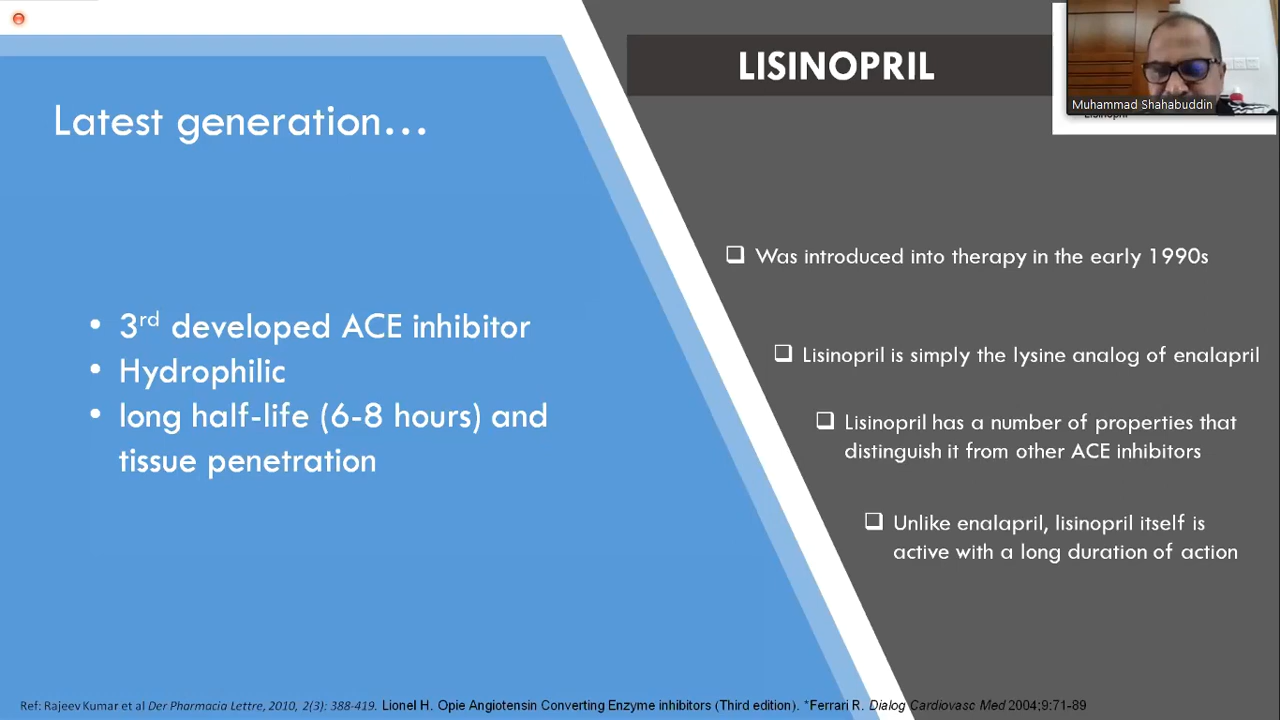 LISINOPRIL
Muhammad Shahabuddin
Lisinopril
Latest generation…
• 3rd developed ACE inhibitor
• Hydrophilic
• long half-life (6-8 hours) and
tissue penetration
❑ Was introduced into therapy in the early 1990s
❑ Lisinopril is simply the lysine analog of enalapril
❑ Lisinopril has a number of properties that
distinguish it from other ACE inhibitors
❑ Unlike enalapril, lisinopril itself is
active with a long duration of action
Ref: Rajeev Kumar et al Der Pharmacia Lettre, 2010, 2(3): 388-419. Lionel H. Opie Angiotensin Converting Enzyme inhibitors (Third edition). *Ferrari R. Dialog Cardiovasc Med 2004;9:71-89